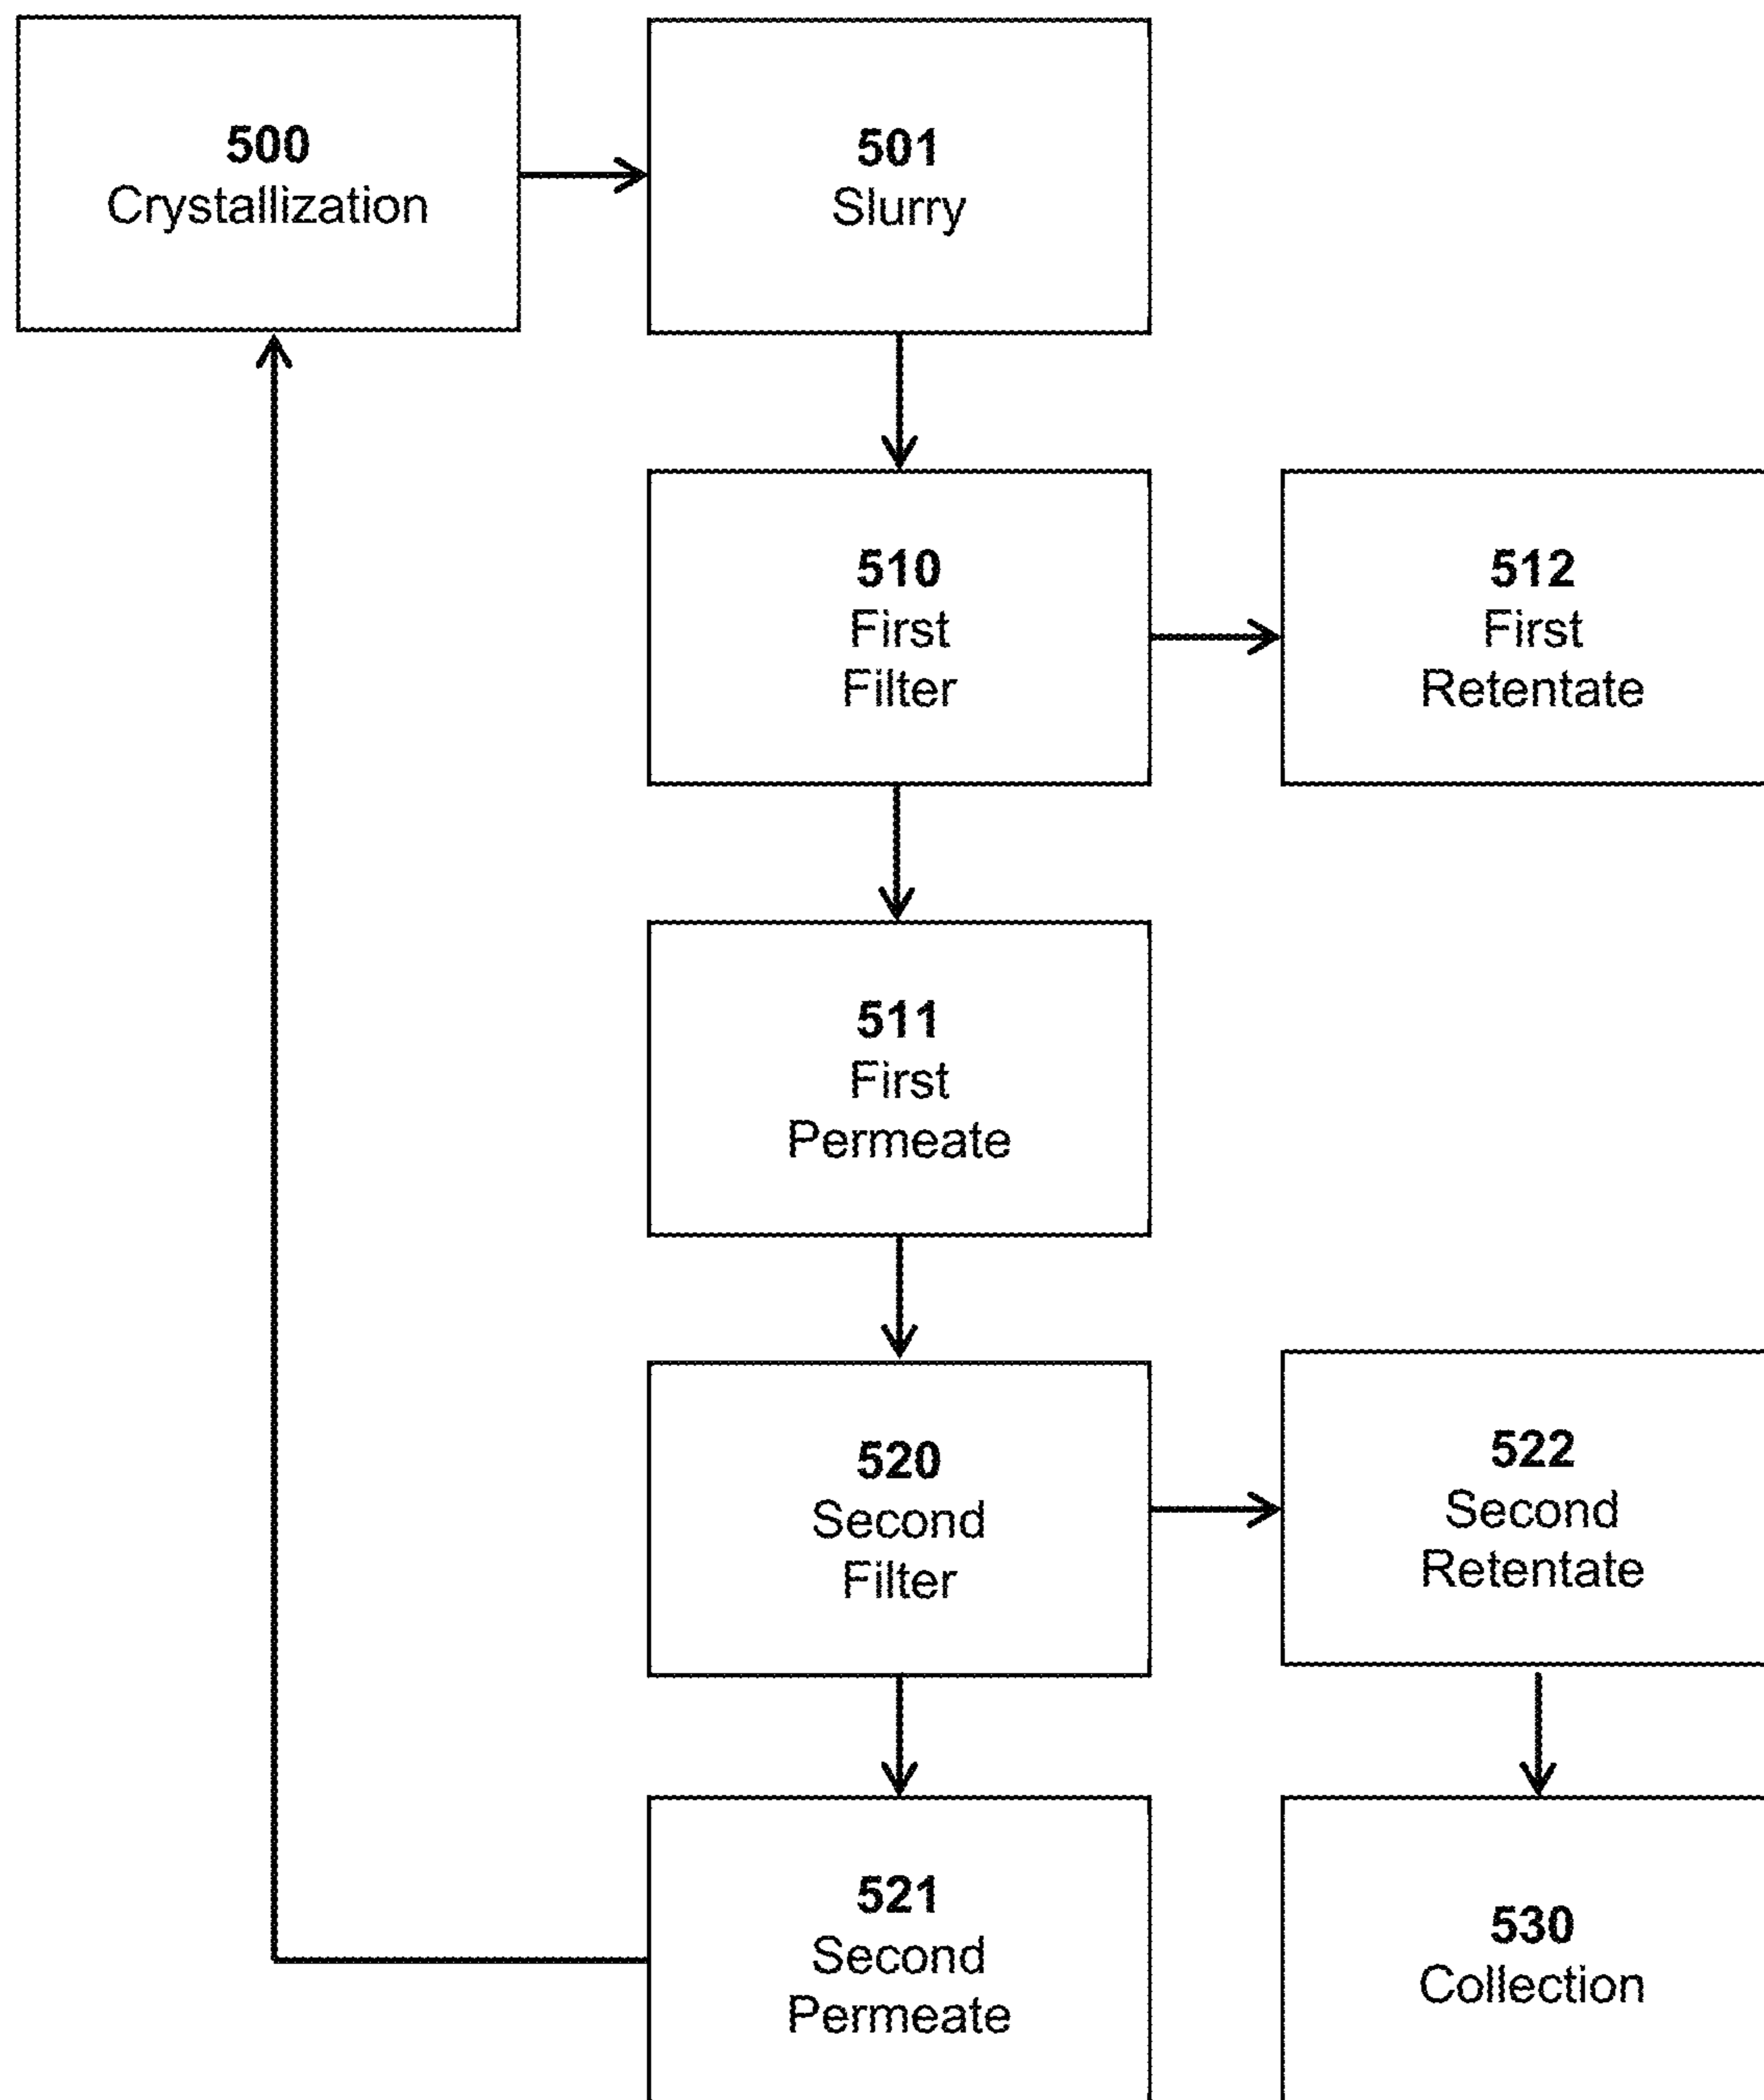 500
Crystallization
501
Slurry
510
First
Filter
512
First
Retentate
511
First
Permeate
520
Second
Filter
522
Second
Retentate
521
Second
Permeate
530
Collection